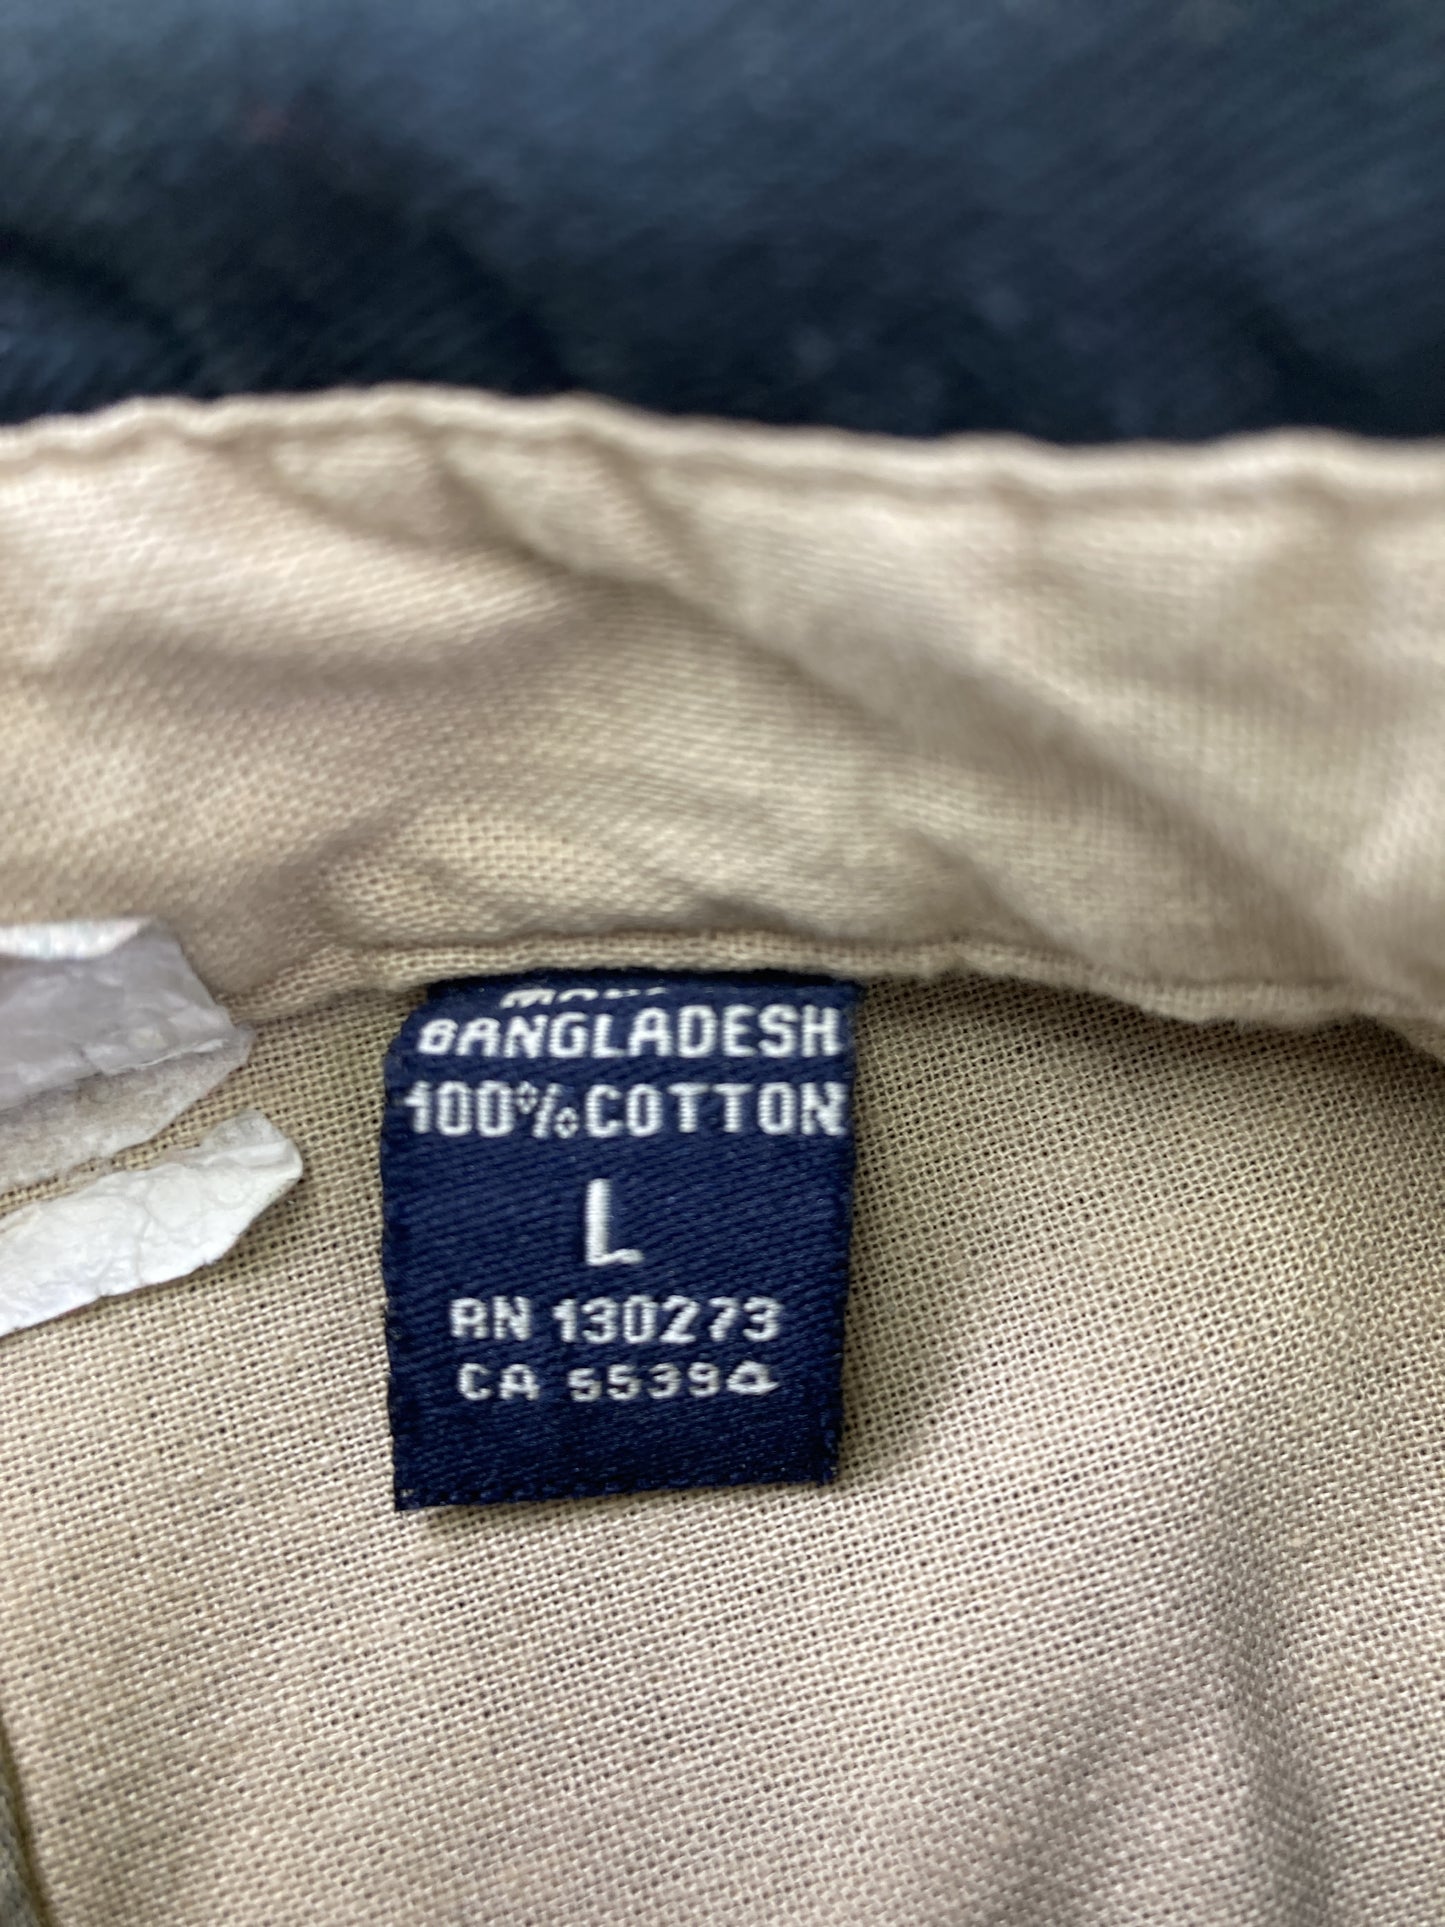 BANGLADESH
100%COTTON
L
RN 130273
CA 55394